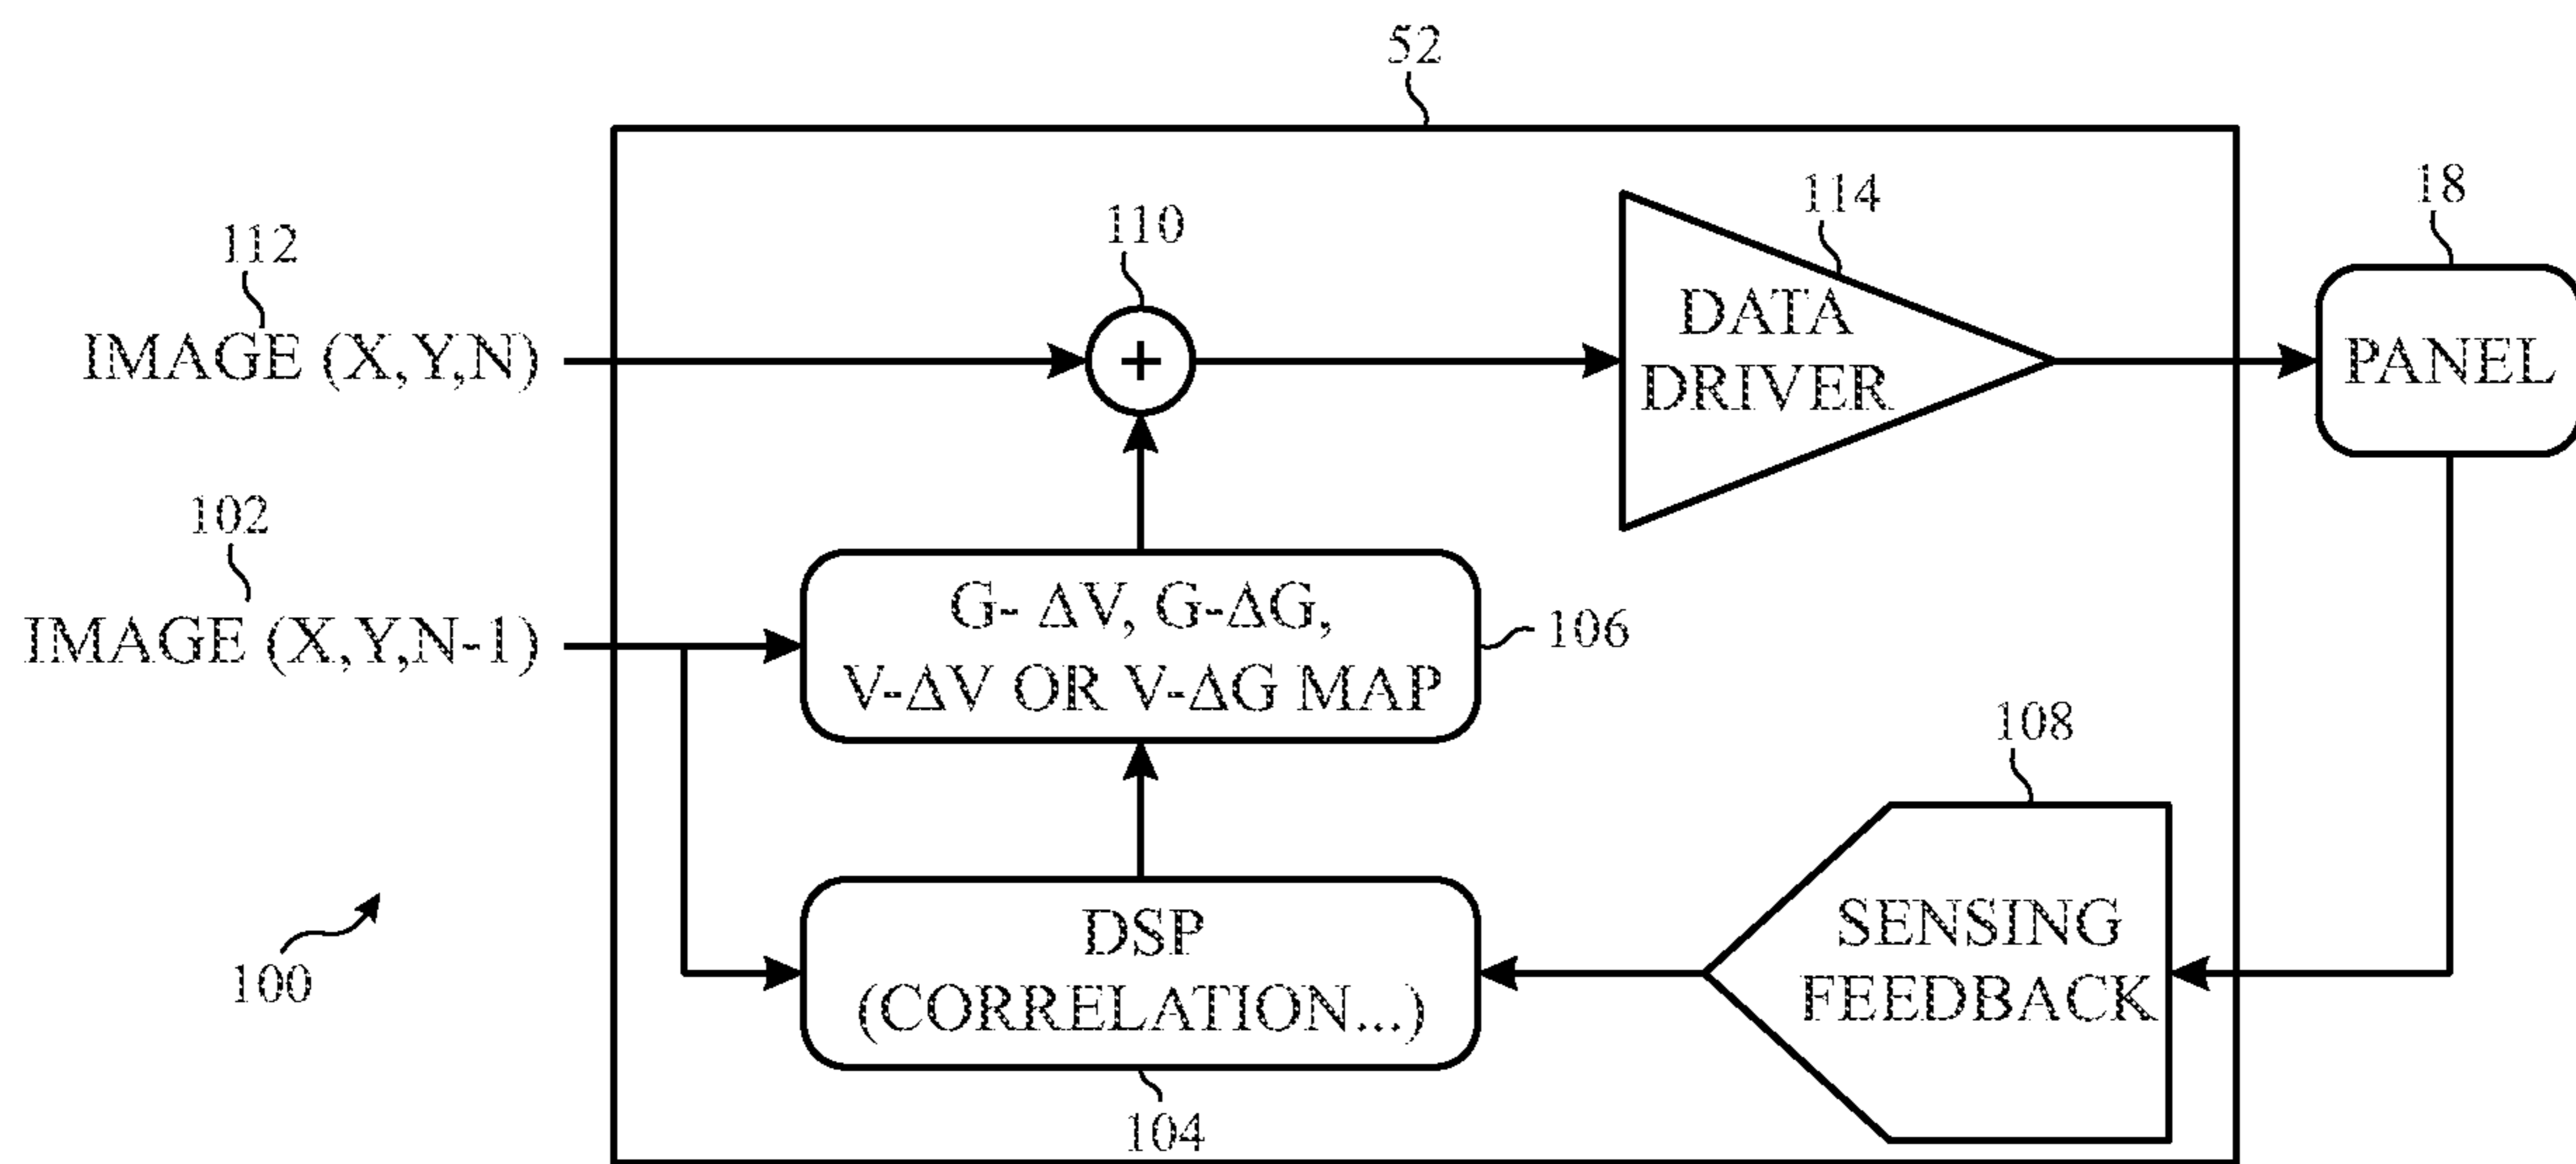 52
114
18
110
112
DATA
DRIVER
IMAGE (X,Y,N)
+
PANEL
102
G- ΔV, G-ΔG,
V-ΔV OR V-ΔG MAP
106
IMAGE (X,Y,N-1)
108
SENSING
FEEDBACK
DSP
(CORRELATION...)
100
104